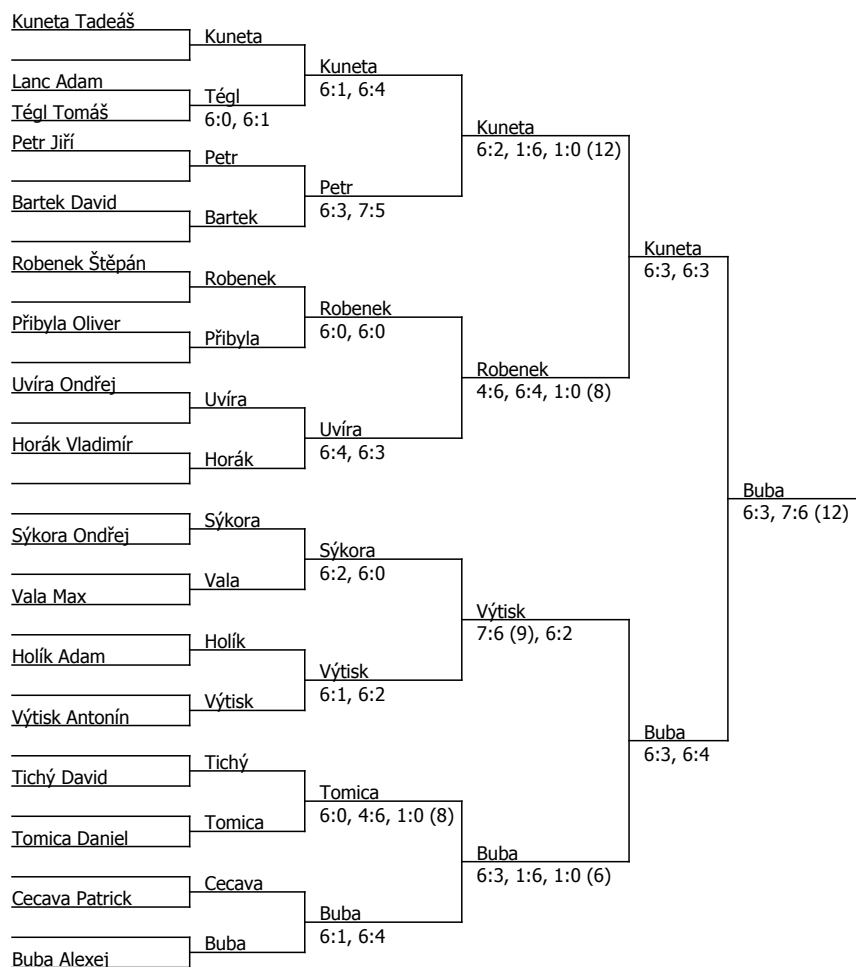 Kuneta Tadeáš
Kuneta
Kuneta
6:1, 6:4
Lanc Adam
Tégl
6:0, 6:1
Tégl Tomáš
Kuneta
6:2, 1:6, 1:0 (12)
Petr Jiří
Petr
Petr
6:3, 7:5
Bartek David
Bartek
Kuneta
6:3, 6:3
Robenek Štěpán
Robenek
Robenek
6:0, 6:0
Přibyla Oliver
Přibyla
Robenek
4:6, 6:4, 1:0 (8)
Uvíra Ondřej
Uvíra
Uvíra
6:4, 6:3
Horák Vladimír
Horák
Buba
6:3, 7:6 (12)
Sýkora Ondřej
Sýkora
Sýkora
6:2, 6:0
Vala Max
Vala
Výtisk
7:6 (9), 6:2
Holík Adam
Holík
Výtisk
6:1, 6:2
Výtisk Antonín
Výtisk
Buba
6:3, 6:4
Tichý David
Tichý
Tomica
6:0, 4:6, 1:0 (8)
Tomica Daniel
Tomica
Buba
6:3, 1:6, 1:0 (6)
Cecava Patrick
Cecava
Buba
6:1, 6:4
Buba Alexej
Buba